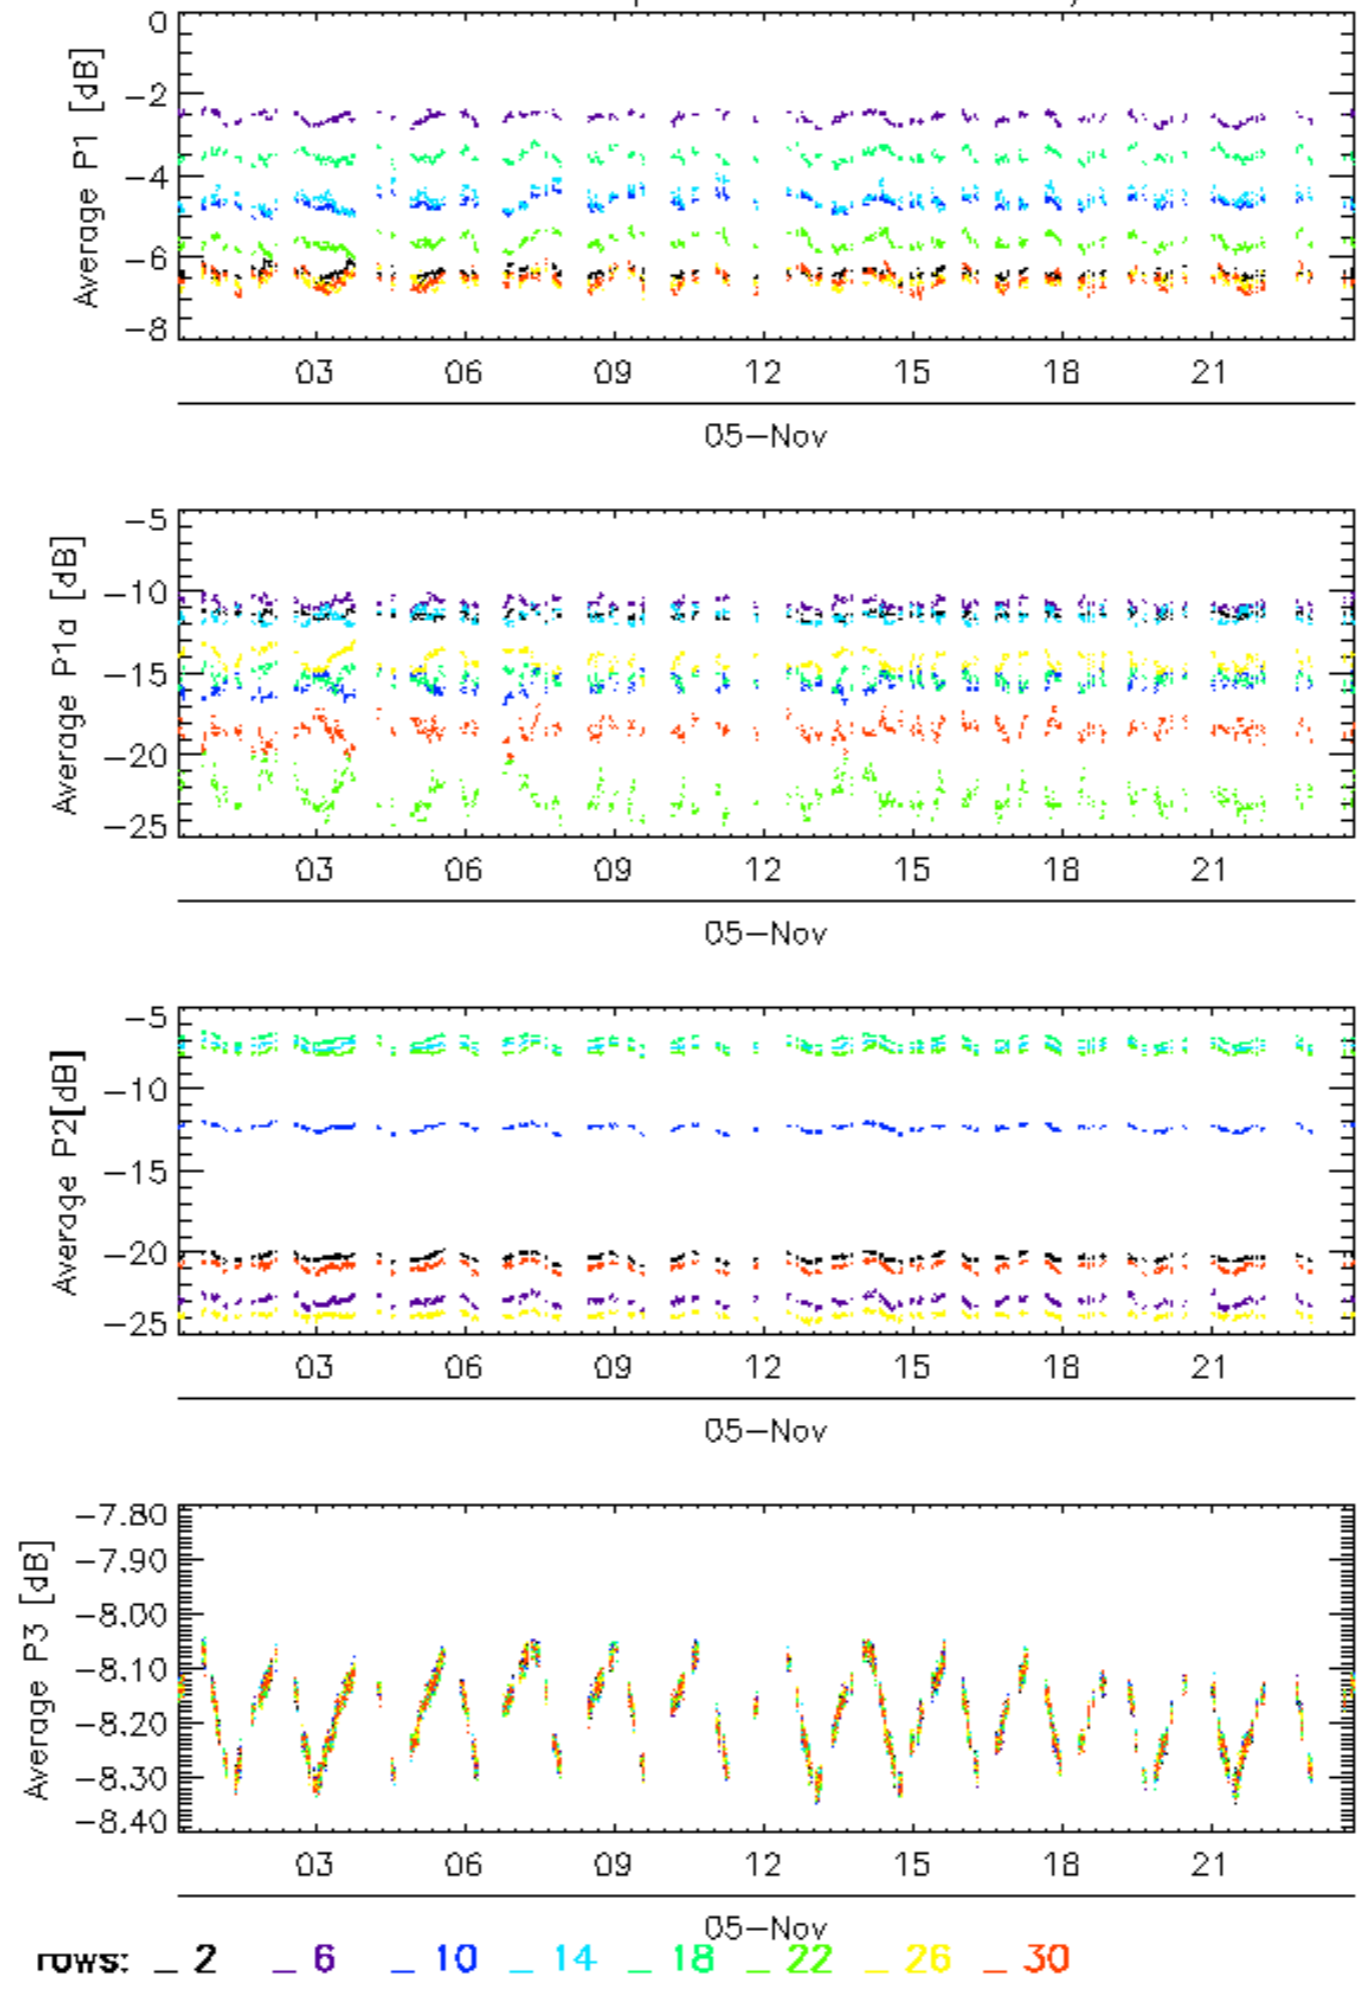 Average P1 [dB]
0
−2
−4
−6
−8
03 06 09 12 15 18 21
05−Nov
Average P1a [dB]
−5
−10
−15
−20
−25
03 06 09 12 15 18 21
05−Nov
Average P2[dB]
−5
−10
−15
−20
−25
03 06 09 12 15 18 21
05−Nov
Average P3 [dB]
−7.80
−7.90
−8.00
−8.10
−8.20
−8.30
−8.40
03 06 09 12 15 18 21
05−Nov
rows: _ 2 _ 6 _ 10 _ 14 _ 18 _ 22 _ 26 _ 30